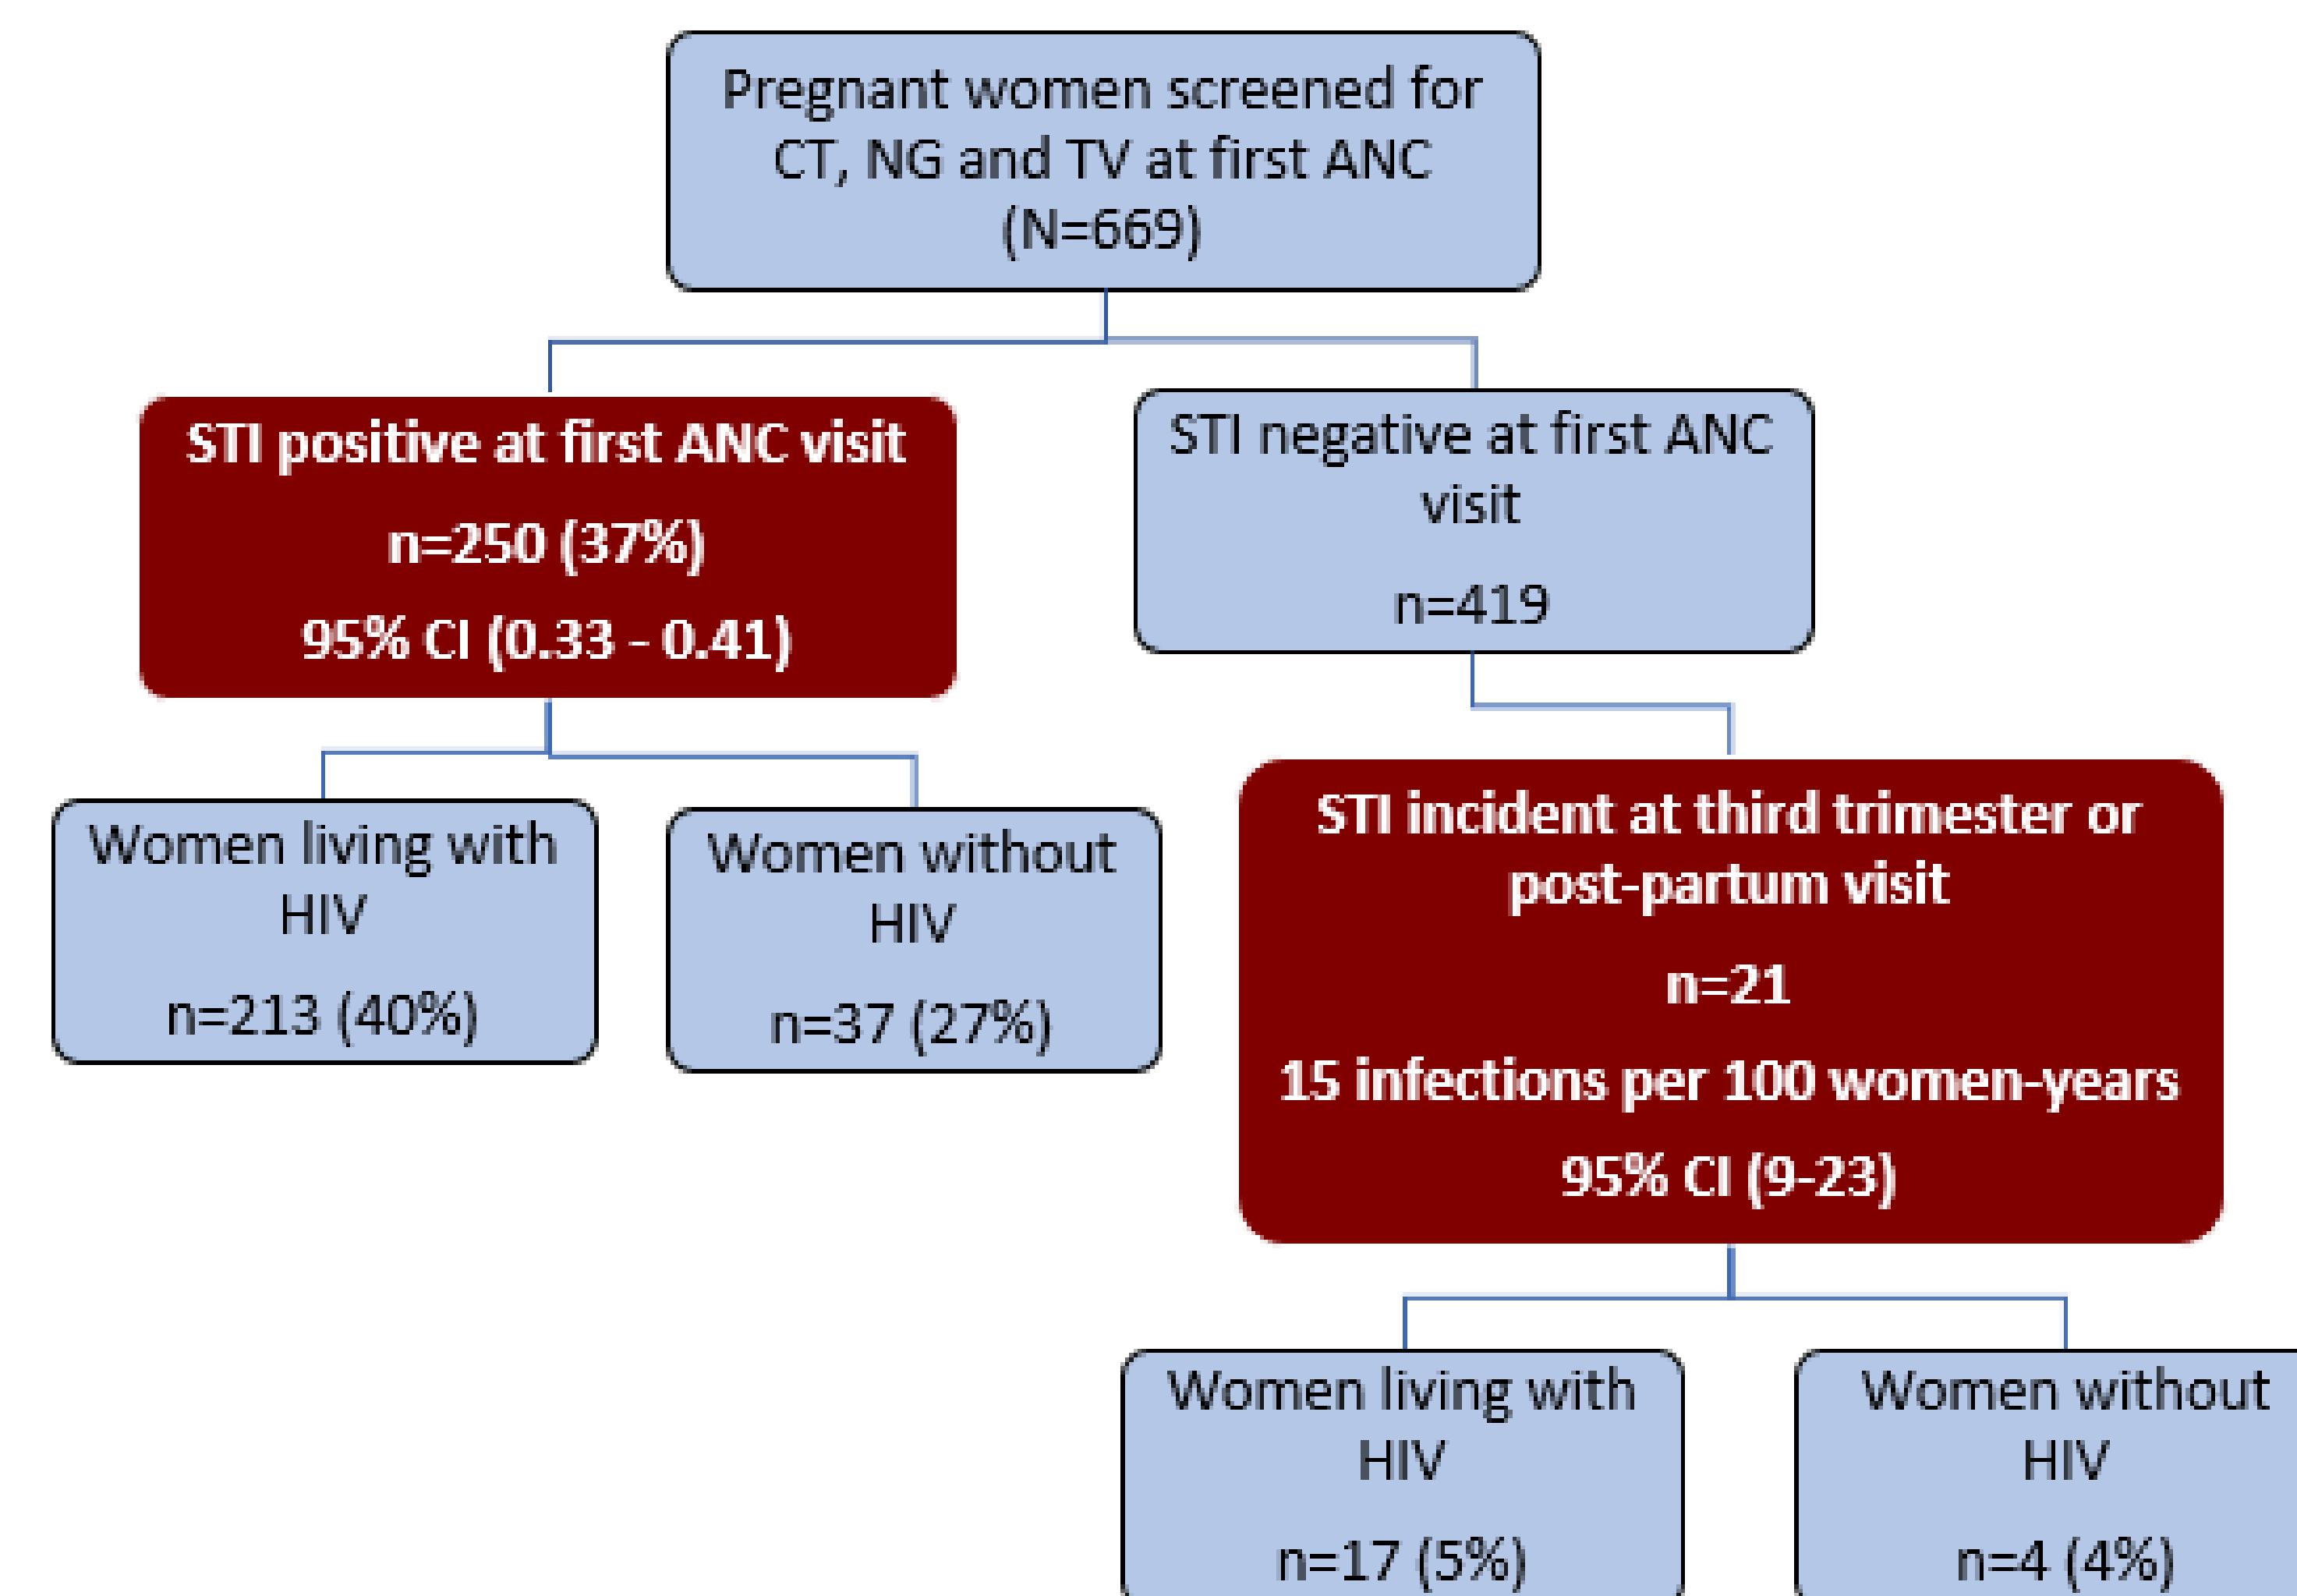 Pregnant women screened for
CT, NG and TV at first ANC
(N=669)
STI positive at first ANC visit
n=250 (37%)
95% CI (0.33 - 0.41)
STI negative at first ANC
visit
n=419
Women living with
HIV
n=213 (40%)
Women without
HIV
n=37 (27%)
STI incident at third trimester or
post-partum visit
n=21
15 infections per 100 women-years
95% CI (9-23)
Women living with
HIV
n=17 (5%)
Women without
HIV
n=4 (4%)